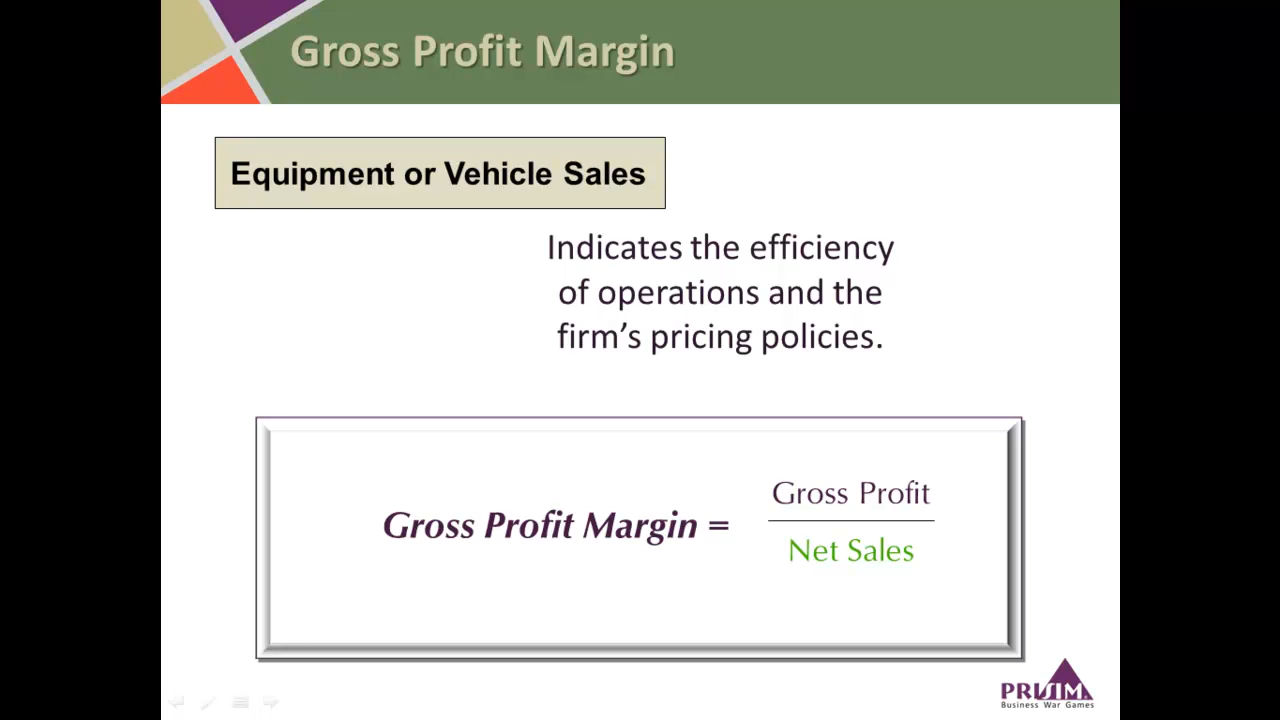 Gross Profit Margin
Equipment or Vehicle Sales
Indicates the efficiency
of operations and the
firm’s pricing policies.
Gross Profit Margin =
Gross Profit
Net Sales
PRISIM
Business War Games